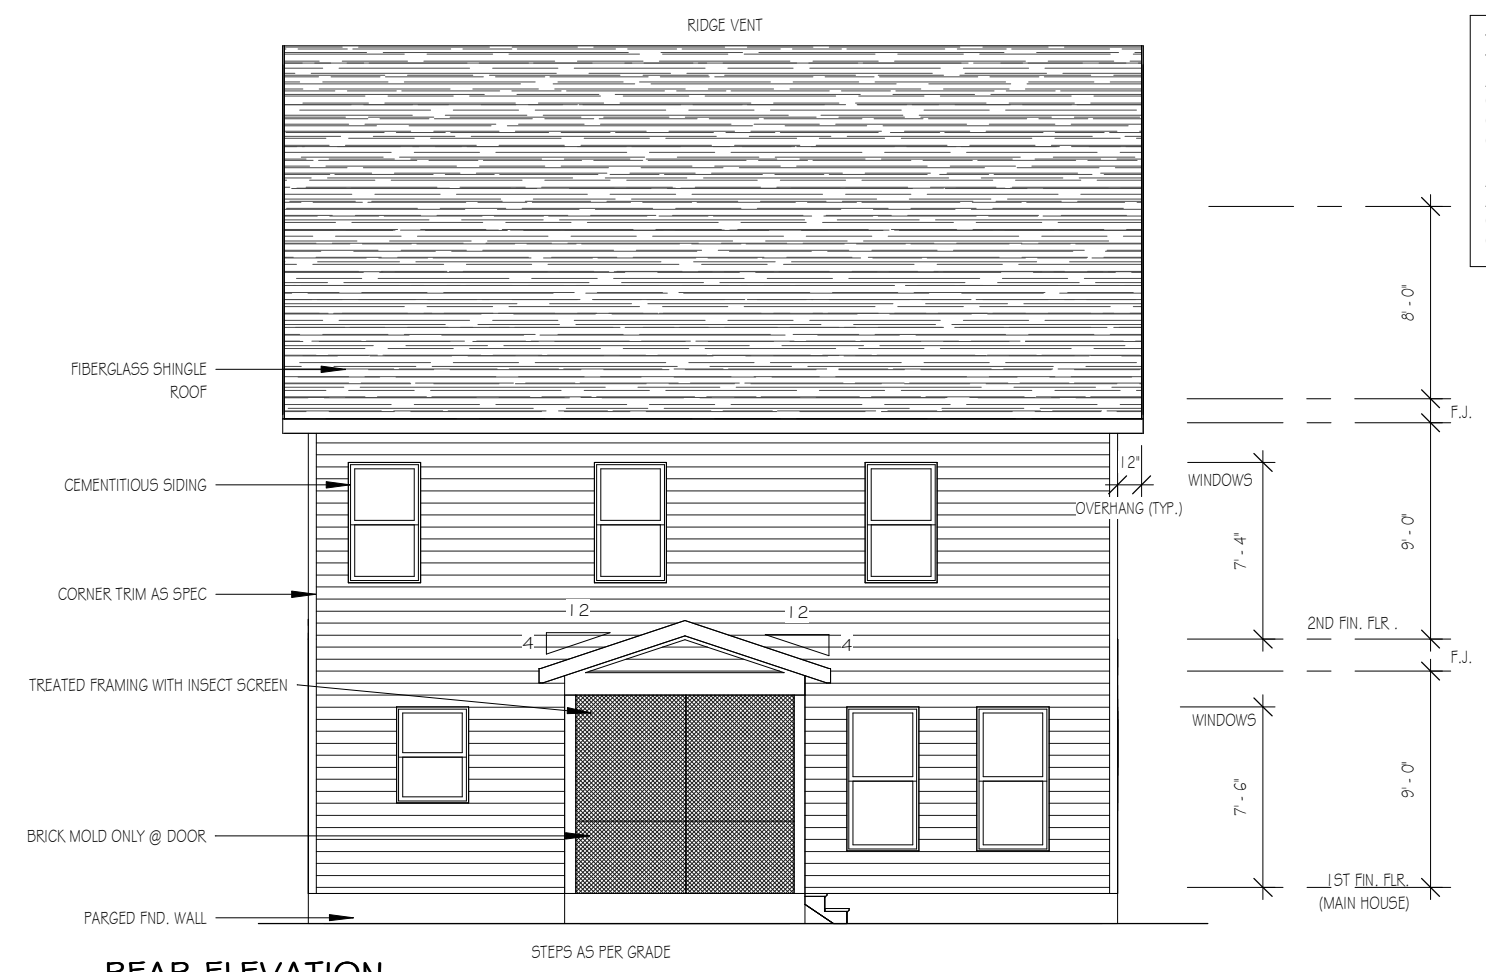 RIDGE VENT
8' - 0"
FIBERGLASS SHINGLE
ROOF
F.J.
12"
WINDOWS
CEMENTITIOUS SIDING
OVERHANG (TYP.)
9' - 0"
7' - 4"
CORNER TRIM AS SPEC
12
12
4
4
2ND FIN. FLR .
F.J.
TREATED FRAMING WITH INSECT SCREEN
WINDOWS
9' - 0"
7' - 6"
BRICK MOLD ONLY @ DOOR
1ST FIN. FLR.
(MAIN HOUSE)
PARGED FND. WALL
STEPS AS PER GRADE
REAR ELEVATION